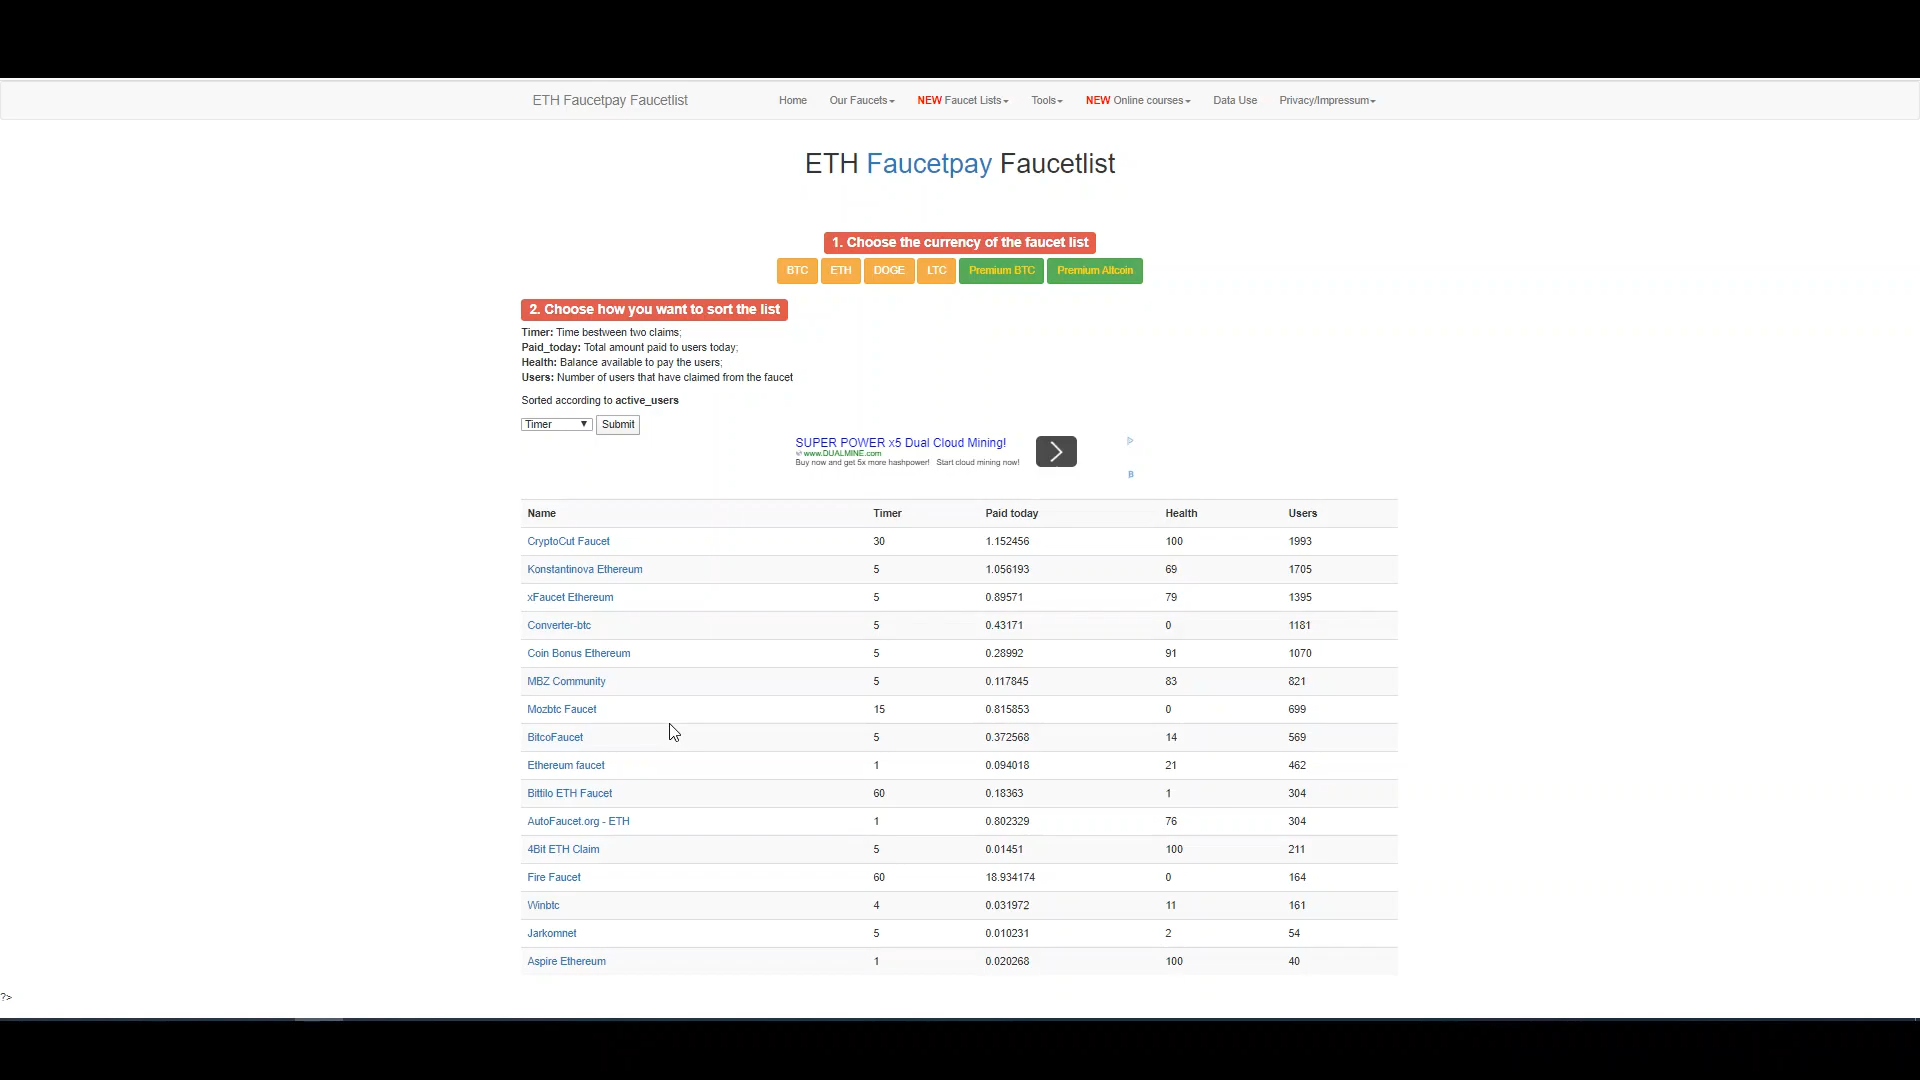 ETH Faucetpay Faucetlist Home Our Faucets NEW Faucet Lists Tools NEW Online courses Data Use Privacy/Impressum
ETH Faucetpay Faucetlist
1. Choose the currency of the faucet list
BTC ETH DOGE LTC Premium BTC Premium Altcoin
2. Choose how you want to sort the list
Timer: Time bestween two claims;
Paid_today: Total amount paid to users today;
Health: Balance available to pay the users;
Users: Number of users that have claimed from the faucet
Sorted according to active_users
Timer Submit
SUPER POWER x5 Dual Cloud Mining!
www.DUALMINE.com
Buy now and get 5x more hashpower! Start cloud mining now!
Name Timer Paid today Health Users
CryptoCut Faucet 30 1.152456 100 1993
Konstantinova Ethereum 5 1.056193 69 1705
xFaucet Ethereum 5 0.89571 79 1395
Converter-btc 5 0.43171 0 1181
Coin Bonus Ethereum 5 0.28992 91 1070
MBZ Community 5 0.117845 83 821
Mozbtc Faucet 15 0.815853 0 699
BitcoFaucet 5 0.372568 14 569
Ethereum faucet 1 0.094018 21 462
Bittilo ETH Faucet 60 0.18363 1 304
AutoFaucet.org - ETH 1 0.802329 76 304
4Bit ETH Claim 5 0.01451 100 211
Fire Faucet 60 18.934174 0 164
Winbtc 4 0.031972 11 161
Jarkomnet 5 0.010231 2 54
Aspire Ethereum 1 0.020268 100 40
?>